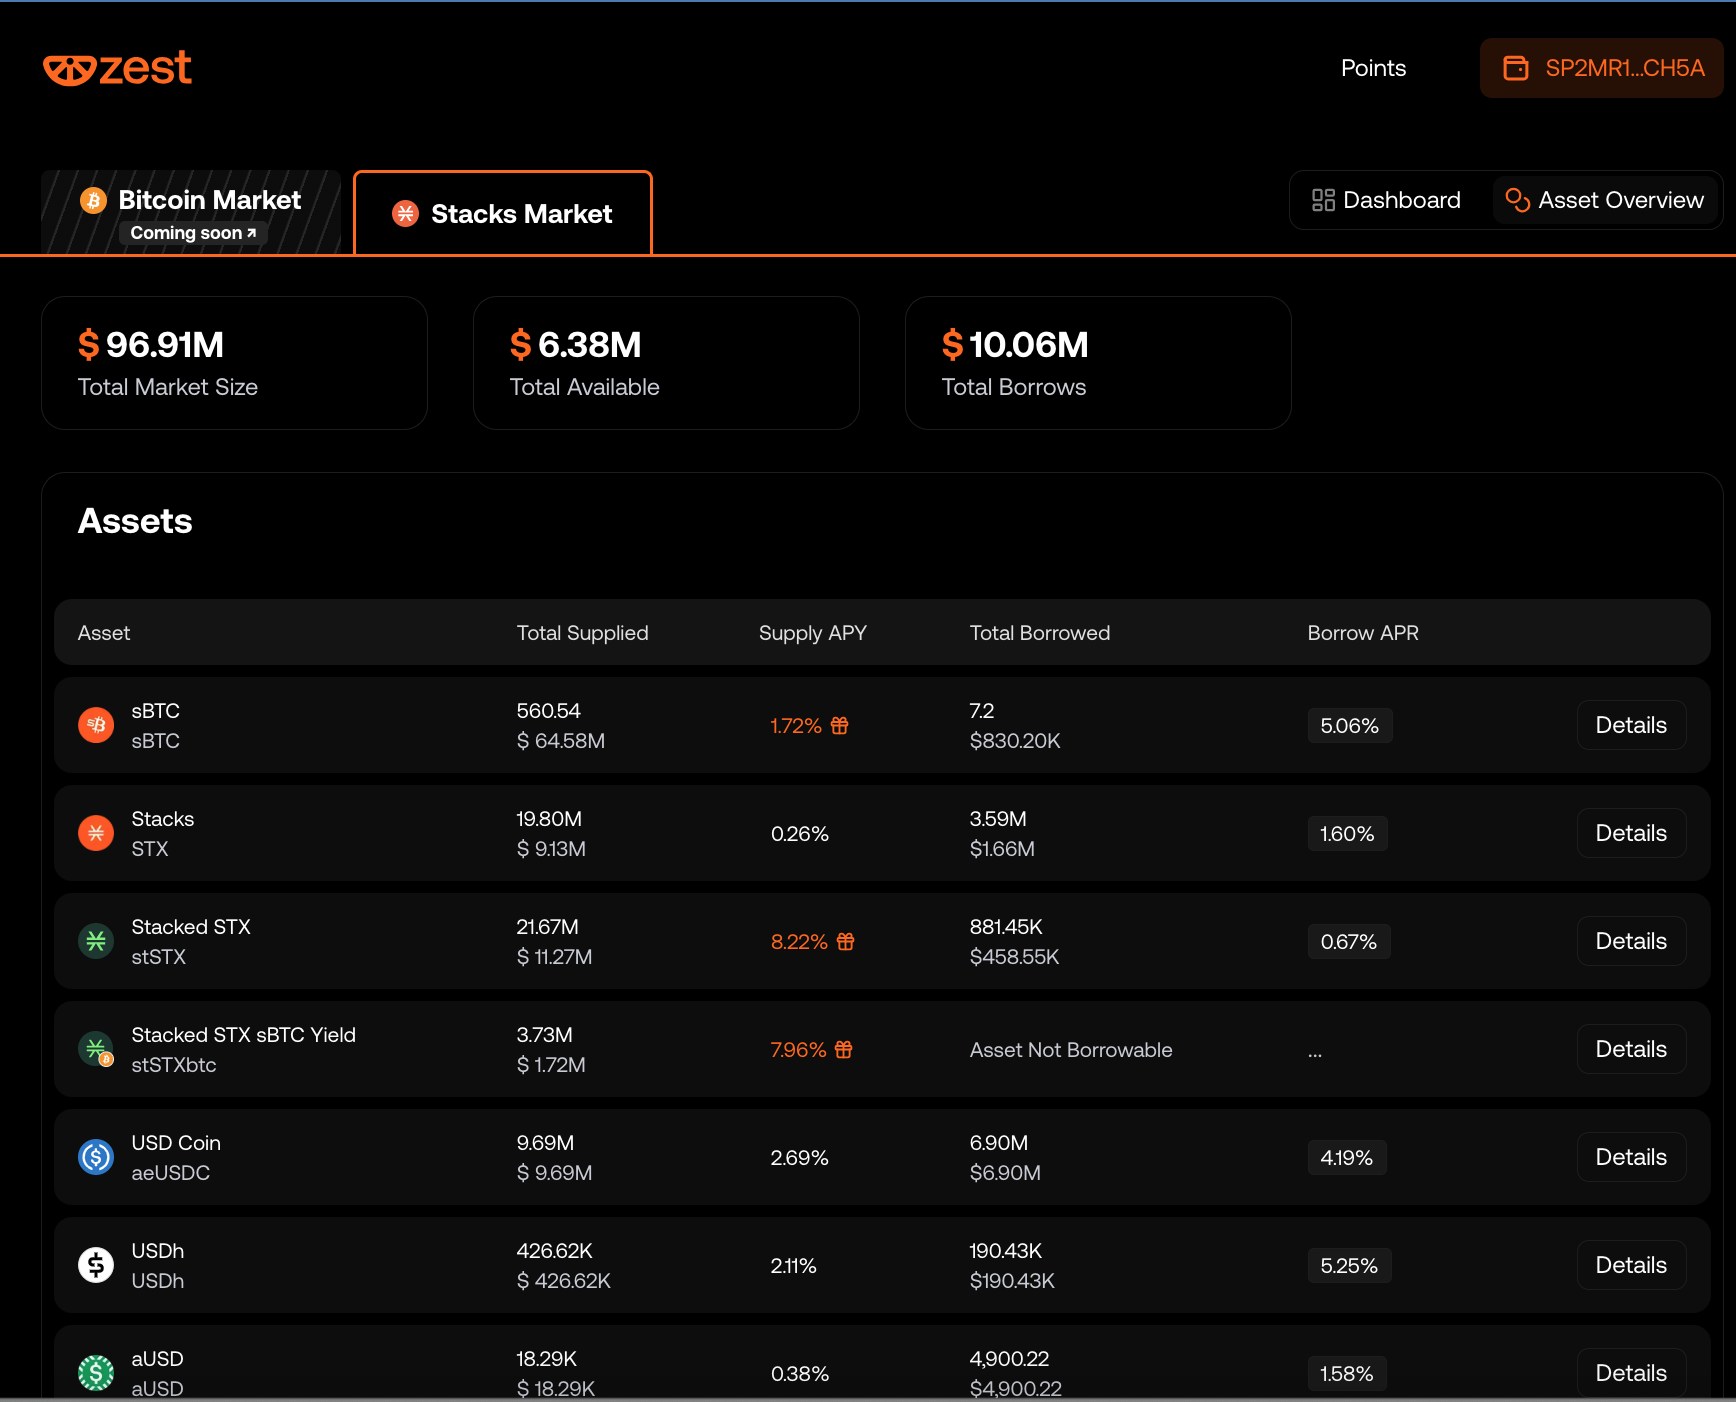 zest
Points
SP2MR1...CH5A
Bitcoin Market
Coming soon ↗
Stacks Market
Dashboard
Asset Overview
$ 96.91M
Total Market Size
$ 6.38M
Total Available
$ 10.06M
Total Borrows
Assets
Asset Total Supplied Supply APY Total Borrowed Borrow APR
sBTC 560.54 7.2
sBTC $ 64.58M 1.72% $830.20K 5.06% Details
Stacks 19.80M 3.59M
STX $ 9.13M 0.26% $1.66M 1.60% Details
Stacked STX 21.67M 881.45K
stSTX $ 11.27M 8.22% $458.55K 0.67% Details
Stacked STX sBTC Yield 3.73M
stSTXbtc $ 1.72M 7.96% Asset Not Borrowable ... Details
USD Coin 9.69M 6.90M
aeUSDC $ 9.69M 2.69% $6.90M 4.19% Details
USDh 426.62K 190.43K
USDh $ 426.62K 2.11% $190.43K 5.25% Details
aUSD 18.29K 4,900.22
aUSD $ 18.29K 0.38% $4,900.22 1.58% Details